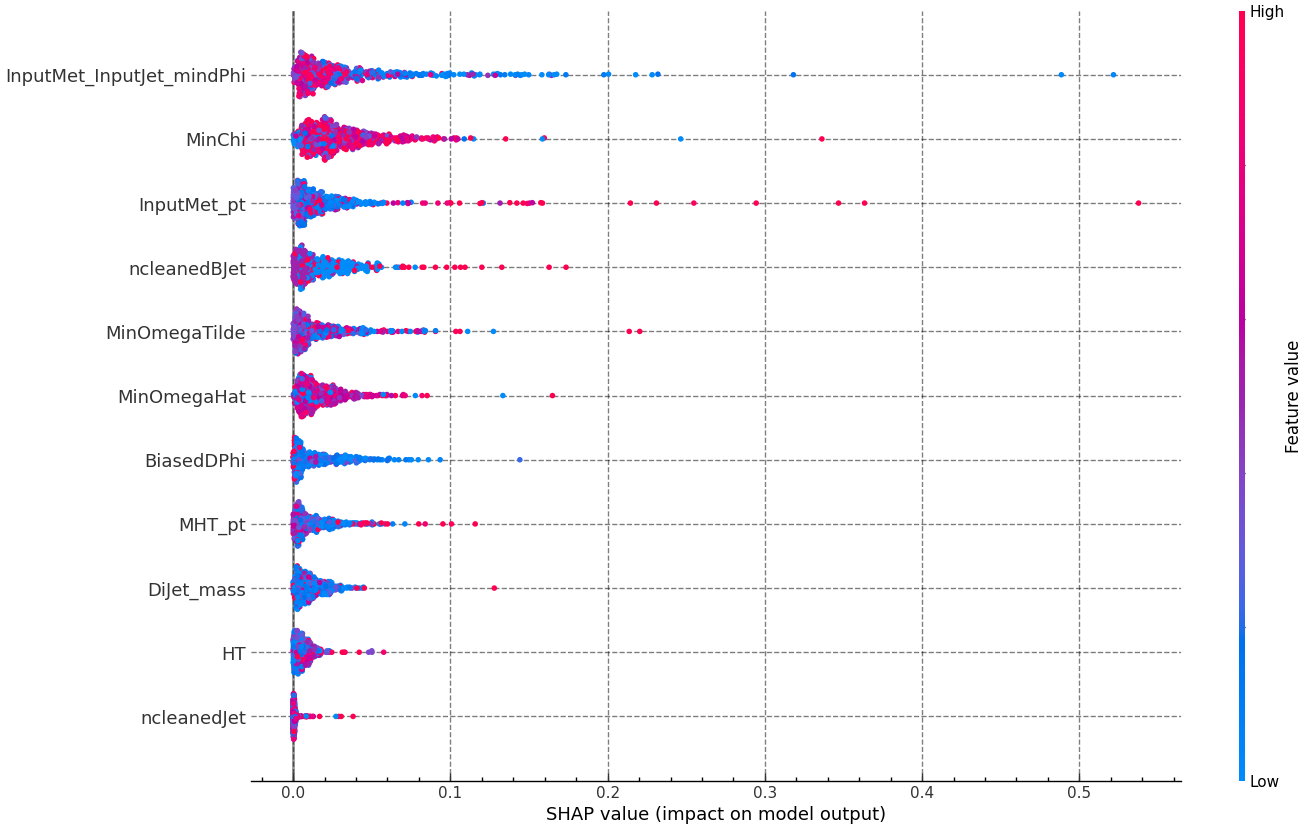 High
InputMet_InputJet_mindPhi
MinChi
InputMet_pt
ncleanedBJet
MinOmegaTilde
MinOmegaHat
BiasedDPhi
MHT_pt
DiJet_mass
HT
ncleanedJet
Feature value
Low
0.0 0.1 0.2 0.3 0.4 0.5
SHAP value (impact on model output)